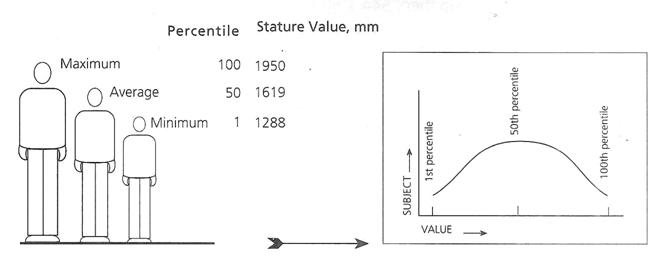 Percentile Stature Value, mm
Maximum 100 1950
Average 50 1619
Minimum 1 1288
1st percentile
50th percentile
100th percentile
SUBJECT
VALUE